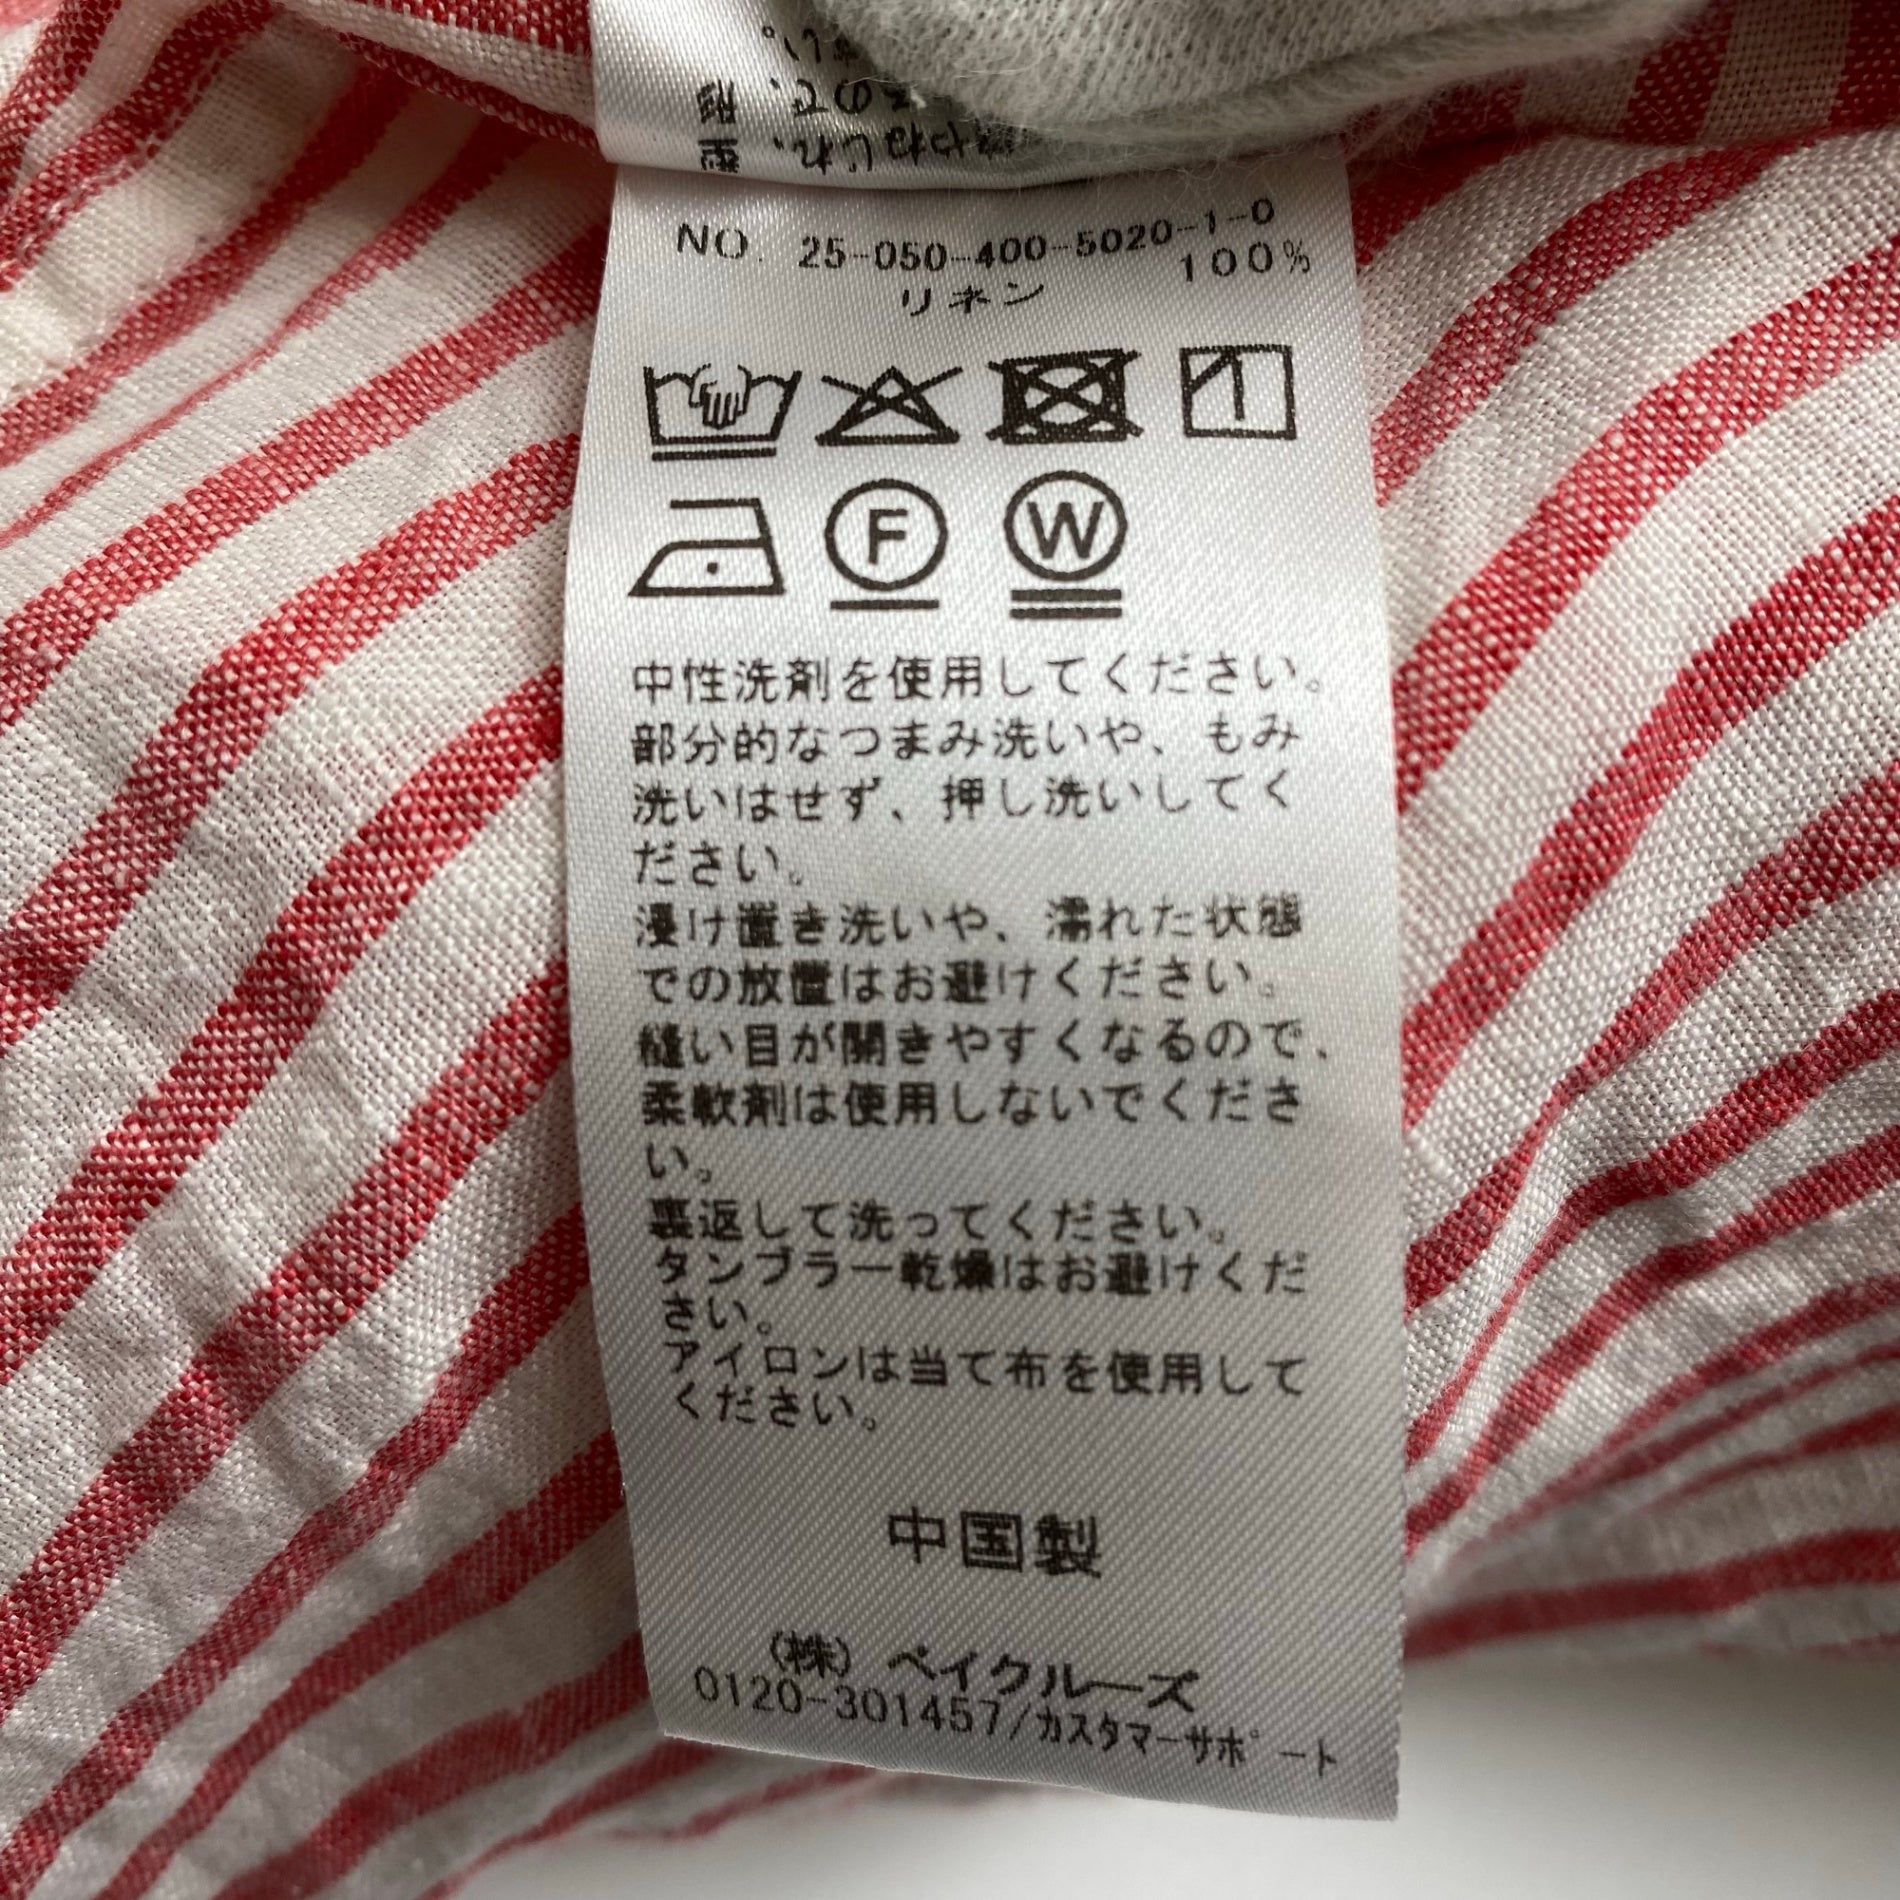 NO. 25-050-400-5020-1-0
リネン 100%
F W
中性洗剤を使用してください。
部分的なつまみ洗いや、もみ
洗いはせず、押し洗いしてく
ださい。
浸け置き洗いや、濡れた状態
での放置はお避けください。
縫い目が開きやすくなるので、
柔軟剤は使用しないでくださ
い。
裏返して洗ってください。
タンブラー乾燥はお避けくだ
さい。
アイロンは当て布を使用して
ください。
中国製
(株) ベイクルーズ
0120-301457/カスタマーサポート